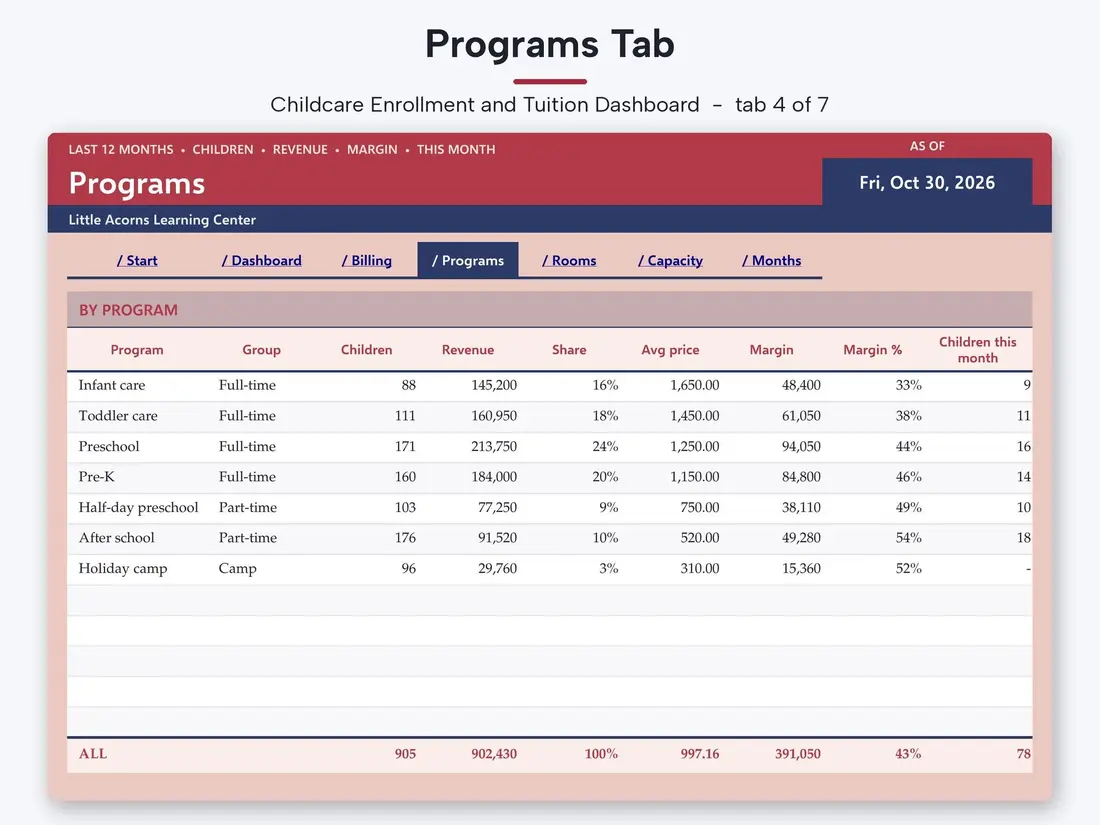 Programs Tab
Childcare Enrollment and Tuition Dashboard - tab 4 of 7
LAST 12 MONTHS • CHILDREN • REVENUE • MARGIN • THIS MONTH
AS OF
Programs
Fri, Oct 30, 2026
Little Acorns Learning Center
/ Start / Dashboard / Billing / Programs / Rooms / Capacity / Months
BY PROGRAM
Program Group Children Revenue Share Avg price Margin Margin % Children this month
Infant care Full-time 88 145,200 16% 1,650.00 48,400 33% 9
Toddler care Full-time 111 160,950 18% 1,450.00 61,050 38% 11
Preschool Full-time 171 213,750 24% 1,250.00 94,050 44% 16
Pre-K Full-time 160 184,000 20% 1,150.00 84,800 46% 14
Half-day preschool Part-time 103 77,250 9% 750.00 38,110 49% 10
After school Part-time 176 91,520 10% 520.00 49,280 54% 18
Holiday camp Camp 96 29,760 3% 310.00 15,360 52% -
ALL 905 902,430 100% 997.16 391,050 43% 78